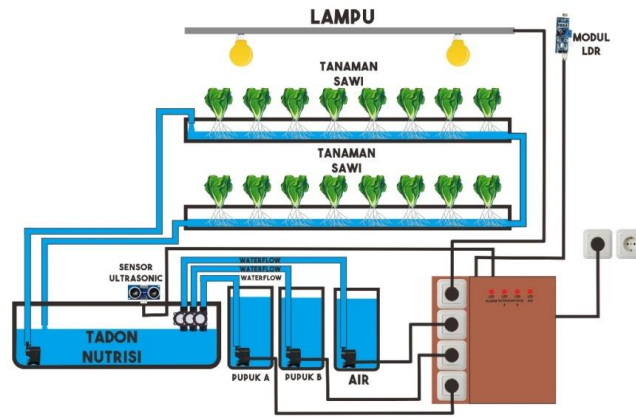 LAMPU
MODUL
LDR
TANAMAN
SAWI
TANAMAN
SAWI
SENSOR
ULTRASONIC
WATERFLOW
WATERFLOW
WATERFLOW
TADON
NUTRISI
PUPUK A
PUPUK B
AIR